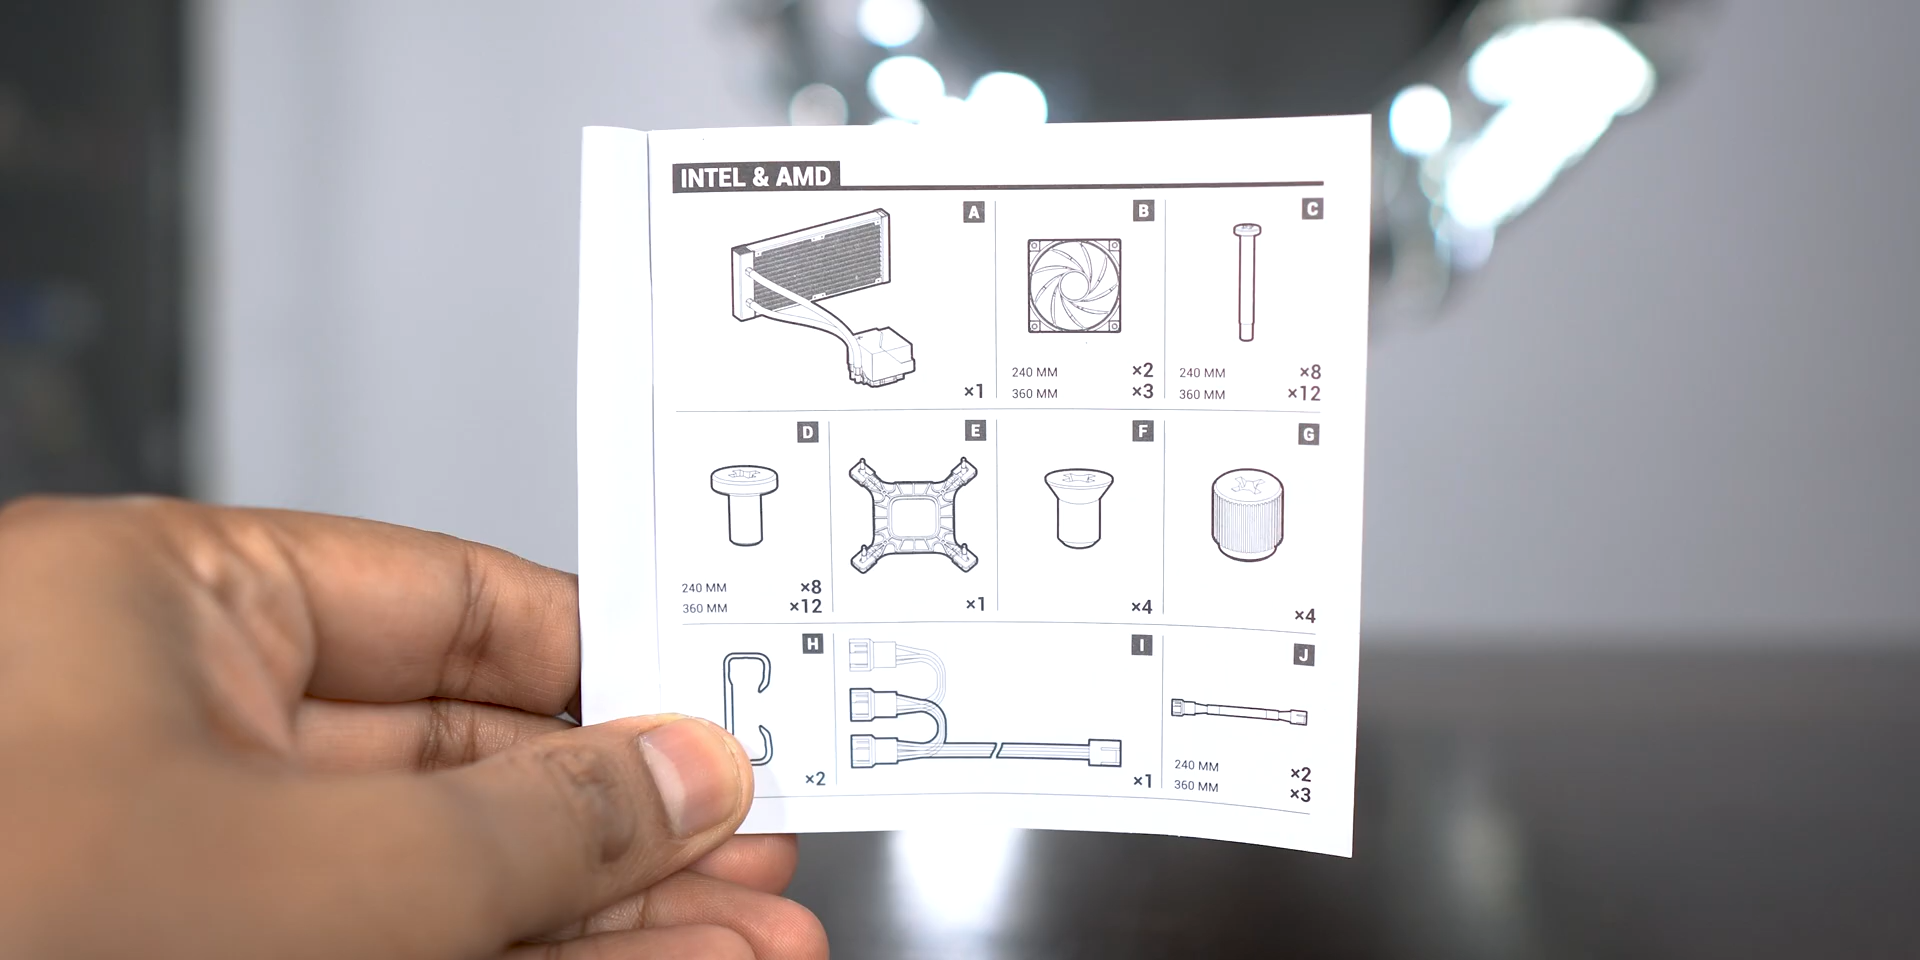 INTEL & AMD
A
×1
B
240 MM ×2
360 MM ×3
C
240 MM ×8
360 MM ×12
D
240 MM ×8
360 MM ×12
E
×1
F
×4
G
×4
H
×2
I
×1
J
240 MM ×2
360 MM ×3